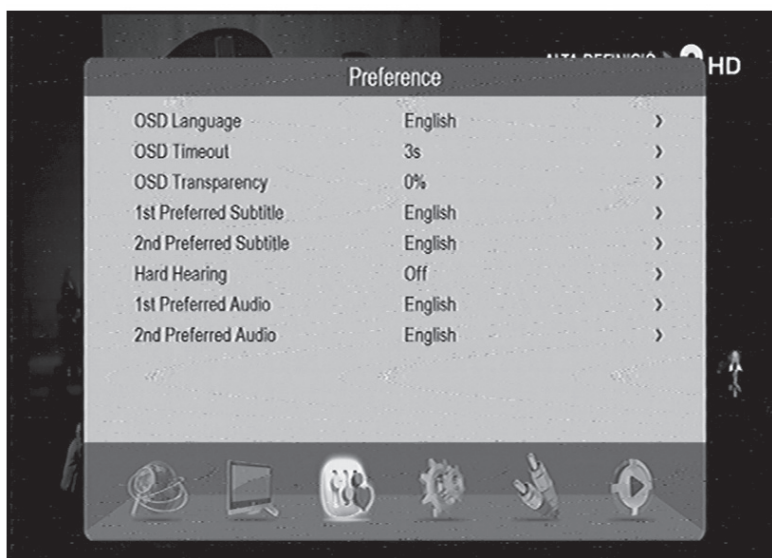 HD
Preference
OSD Language English
OSD Timeout 3s
OSD Transparency 0%
1st Preferred Subtitle English
2nd Preferred Subtitle English
Hard Hearing Off
1st Preferred Audio English
2nd Preferred Audio English